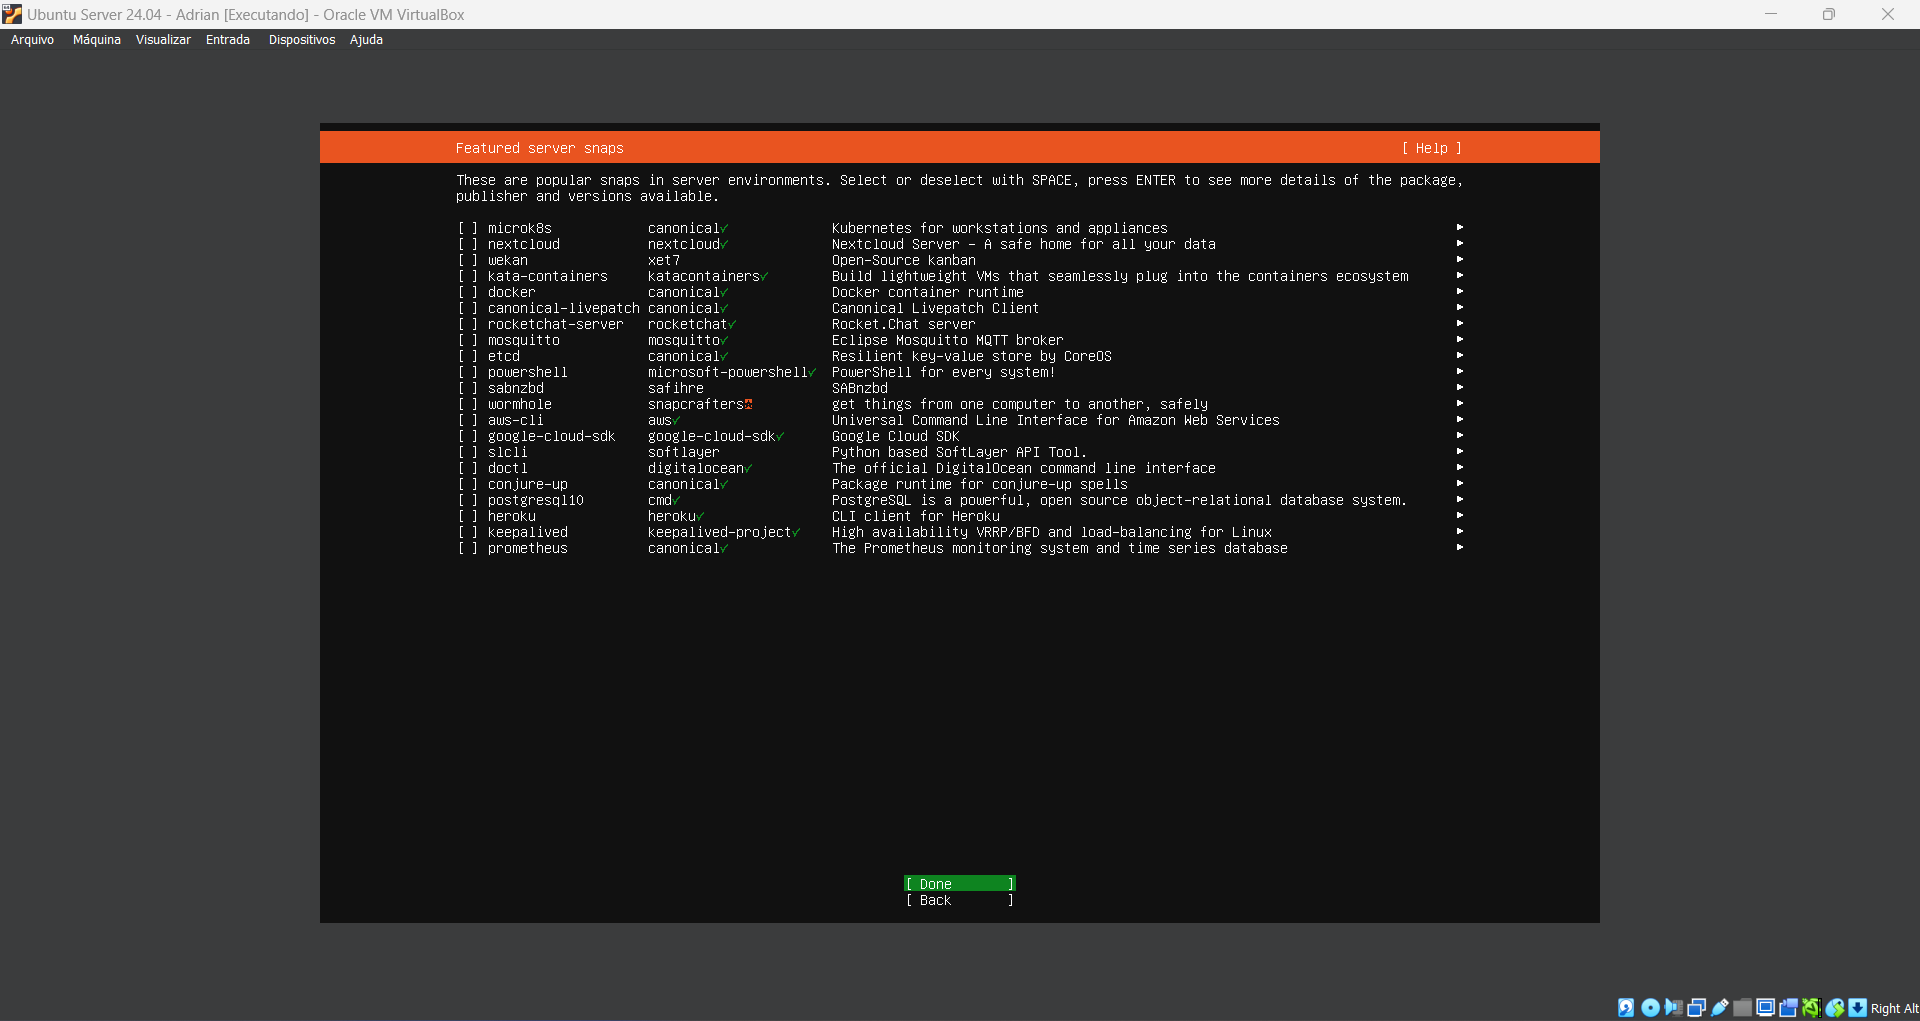 Ubuntu Server 24.04 - Adrian [Executando] - Oracle VM VirtualBox
Arquivo Máquina Visualizar Entrada Dispositivos Ajuda
Featured server snaps [ Help ]
These are popular snaps in server environments. Select or deselect with SPACE, press ENTER to see more details of the package,
publisher and versions available.
[ ] microk8s canonical✓ Kubernetes for workstations and appliances ▸
[ ] nextcloud nextcloud✓ Nextcloud Server - A safe home for all your data ▸
[ ] wekan xet7 Open-Source kanban ▸
[ ] kata-containers katacontainers✓ Build lightweight VMs that seamlessly plug into the containers ecosystem ▸
[ ] docker canonical✓ Docker container runtime ▸
[ ] canonical-livepatch canonical✓ Canonical Livepatch Client ▸
[ ] rocketchat-server rocketchat✓ Rocket.Chat server ▸
[ ] mosquitto mosquitto✓ Eclipse Mosquitto MQTT broker ▸
[ ] etcd canonical✓ Resilient key-value store by CoreOS ▸
[ ] powershell microsoft-powershell✓ PowerShell for every system! ▸
[ ] sabnzbd safihre SABnzbd ▸
[ ] wormhole snapcrafters get things from one computer to another, safely ▸
[ ] aws-cli aws✓ Universal Command Line Interface for Amazon Web Services ▸
[ ] google-cloud-sdk google-cloud-sdk✓ Google Cloud SDK ▸
[ ] slcli softlayer Python based SoftLayer API Tool. ▸
[ ] doctl digitalocean✓ The official DigitalOcean command line interface ▸
[ ] conjure-up canonical✓ Package runtime for conjure-up spells ▸
[ ] postgresql10 cmd✓ PostgreSQL is a powerful, open source object-relational database system. ▸
[ ] heroku heroku✓ CLI client for Heroku ▸
[ ] keepalived keepalived-project✓ High availability VRRP/BFD and load-balancing for Linux ▸
[ ] prometheus canonical✓ The Prometheus monitoring system and time series database ▸
[ Done ]
[ Back ]
Right Alt